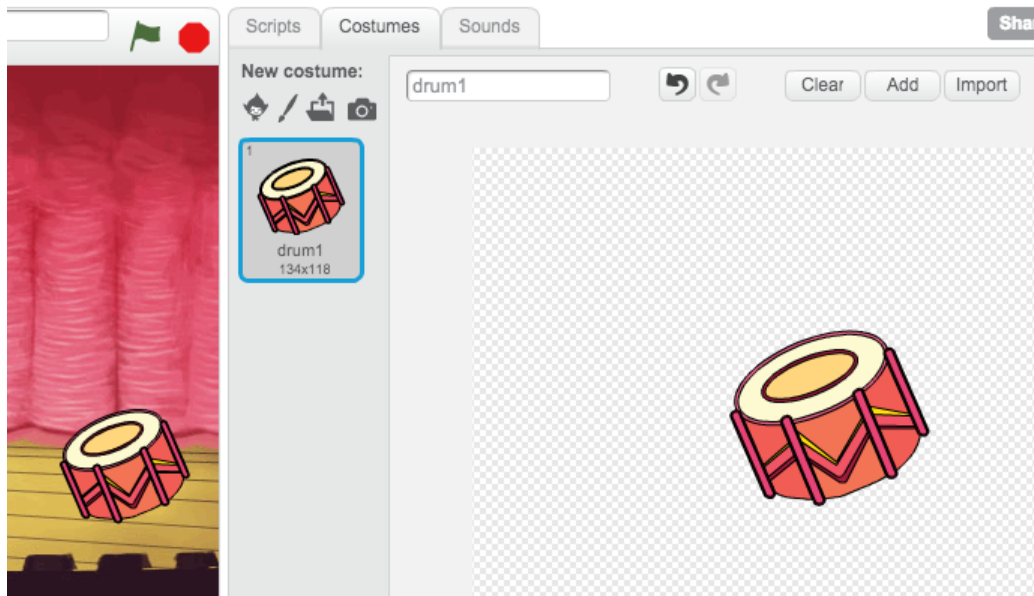 Scripts
Costumes
Sounds
New costume:
drum1
Clear
Add
Import
1
drum1
134x118